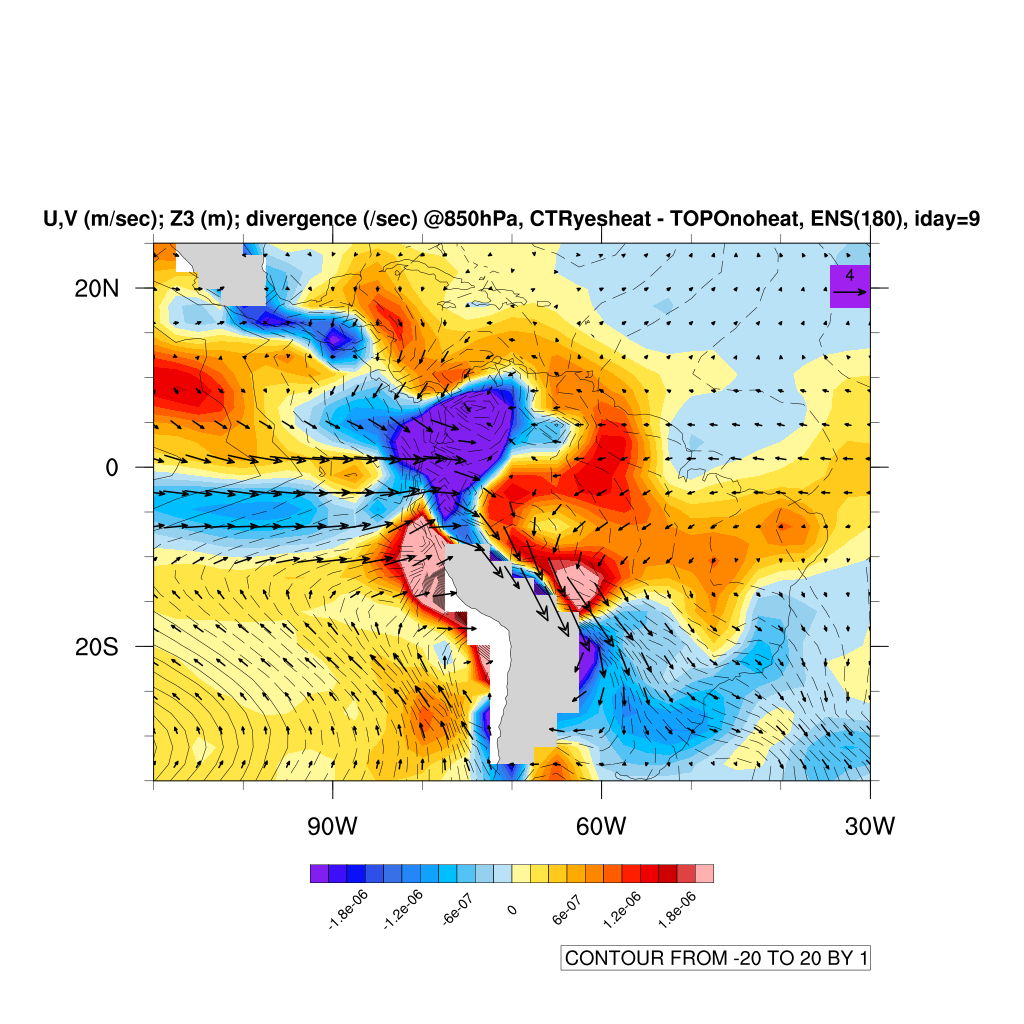 U,V (m/sec); Z3 (m); divergence (/sec) @850hPa, CTRyesheat - TOPOnoheat, ENS(180), iday=9
4
20N
0
20S
90W 60W 30W
-1.8e-06 -1.2e-06 -6e-07 0 6e-07 1.2e-06 1.8e-06
CONTOUR FROM -20 TO 20 BY 1